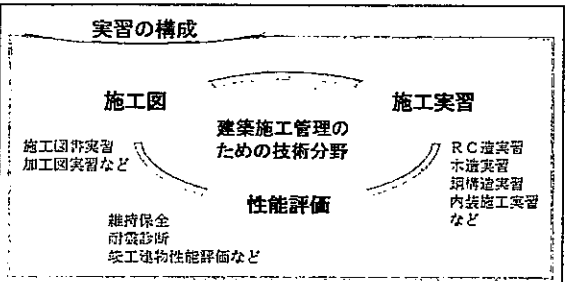 実習の構成
施工図
施工実習
建築施工管理の
ための技術分野
施工図書実習
加工図実習など
RC造実習
木造実習
鋼構造実習
内装施工実習
など
性能評価
維持保全
耐震診断
竣工建物性能評価など